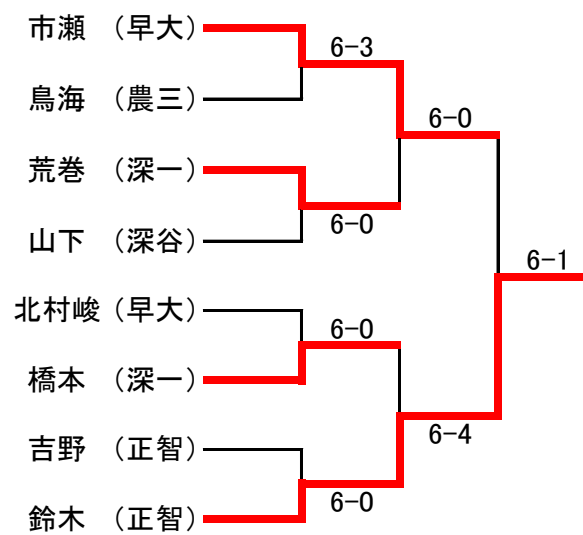 市瀬 (早大)
6-3
鳥海 (農三)
6-0
荒巻 (深一)
6-0
山下 (深谷)
6-1
北村峻 (早大)
6-0
橋本 (深一)
6-4
吉野 (正智)
6-0
鈴木 (正智)